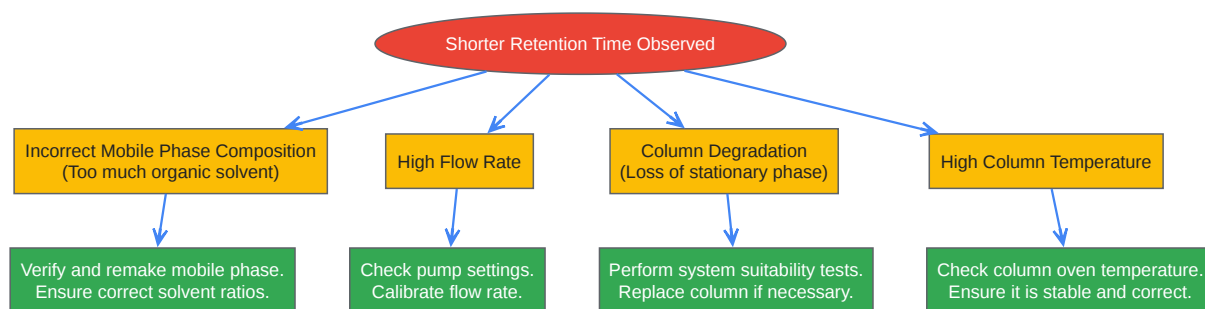 Shorter Retention Time Observed
Incorrect Mobile Phase Composition
(Too much organic solvent)
High Flow Rate
Column Degradation
(Loss of stationary phase)
High Column Temperature
Verify and remake mobile phase.
Ensure correct solvent ratios.
Check pump settings.
Calibrate flow rate.
Perform system suitability tests.
Replace column if necessary.
Check column oven temperature.
Ensure it is stable and correct.